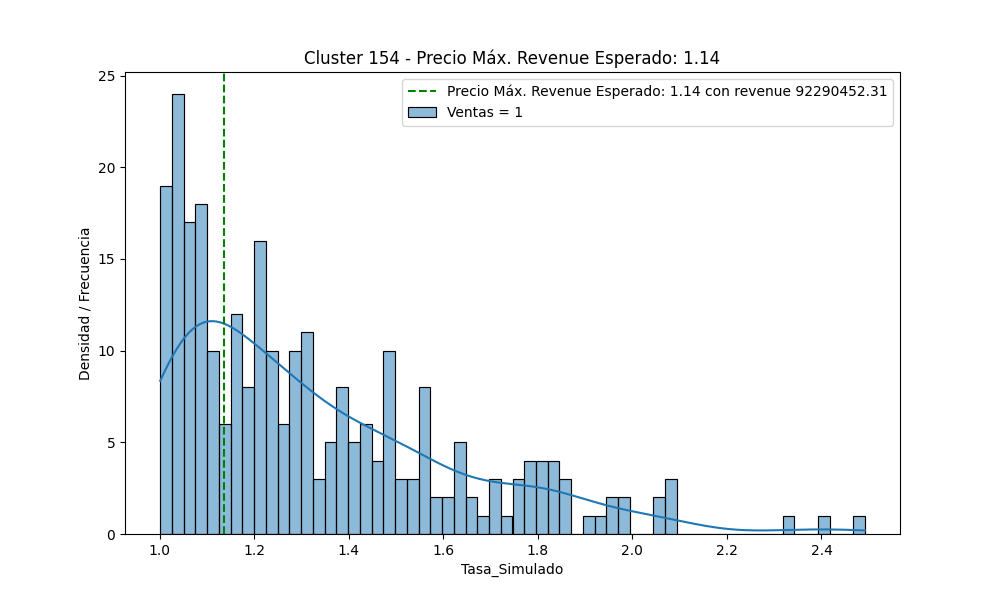 Cluster 154 - Precio Máx. Revenue Esperado: 1.14
Precio Máx. Revenue Esperado: 1.14 con revenue 92290452.31
Ventas = 1
Densidad / Frecuencia
25
20
15
10
5
0
1.0 1.2 1.4 1.6 1.8 2.0 2.2 2.4
Tasa_Simulado